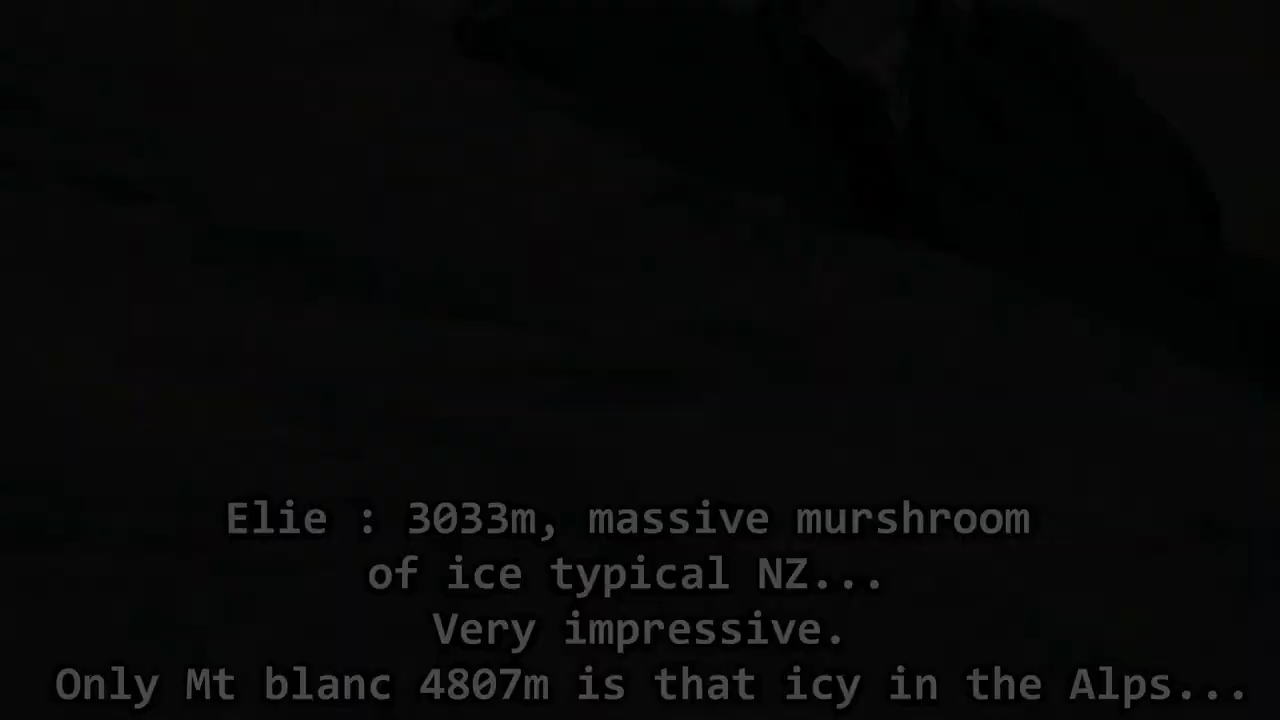 Elie : 3033m, massive murshroom
of ice typical NZ...
Very impressive.
Only Mt blanc 4807m is that icy in the Alps...